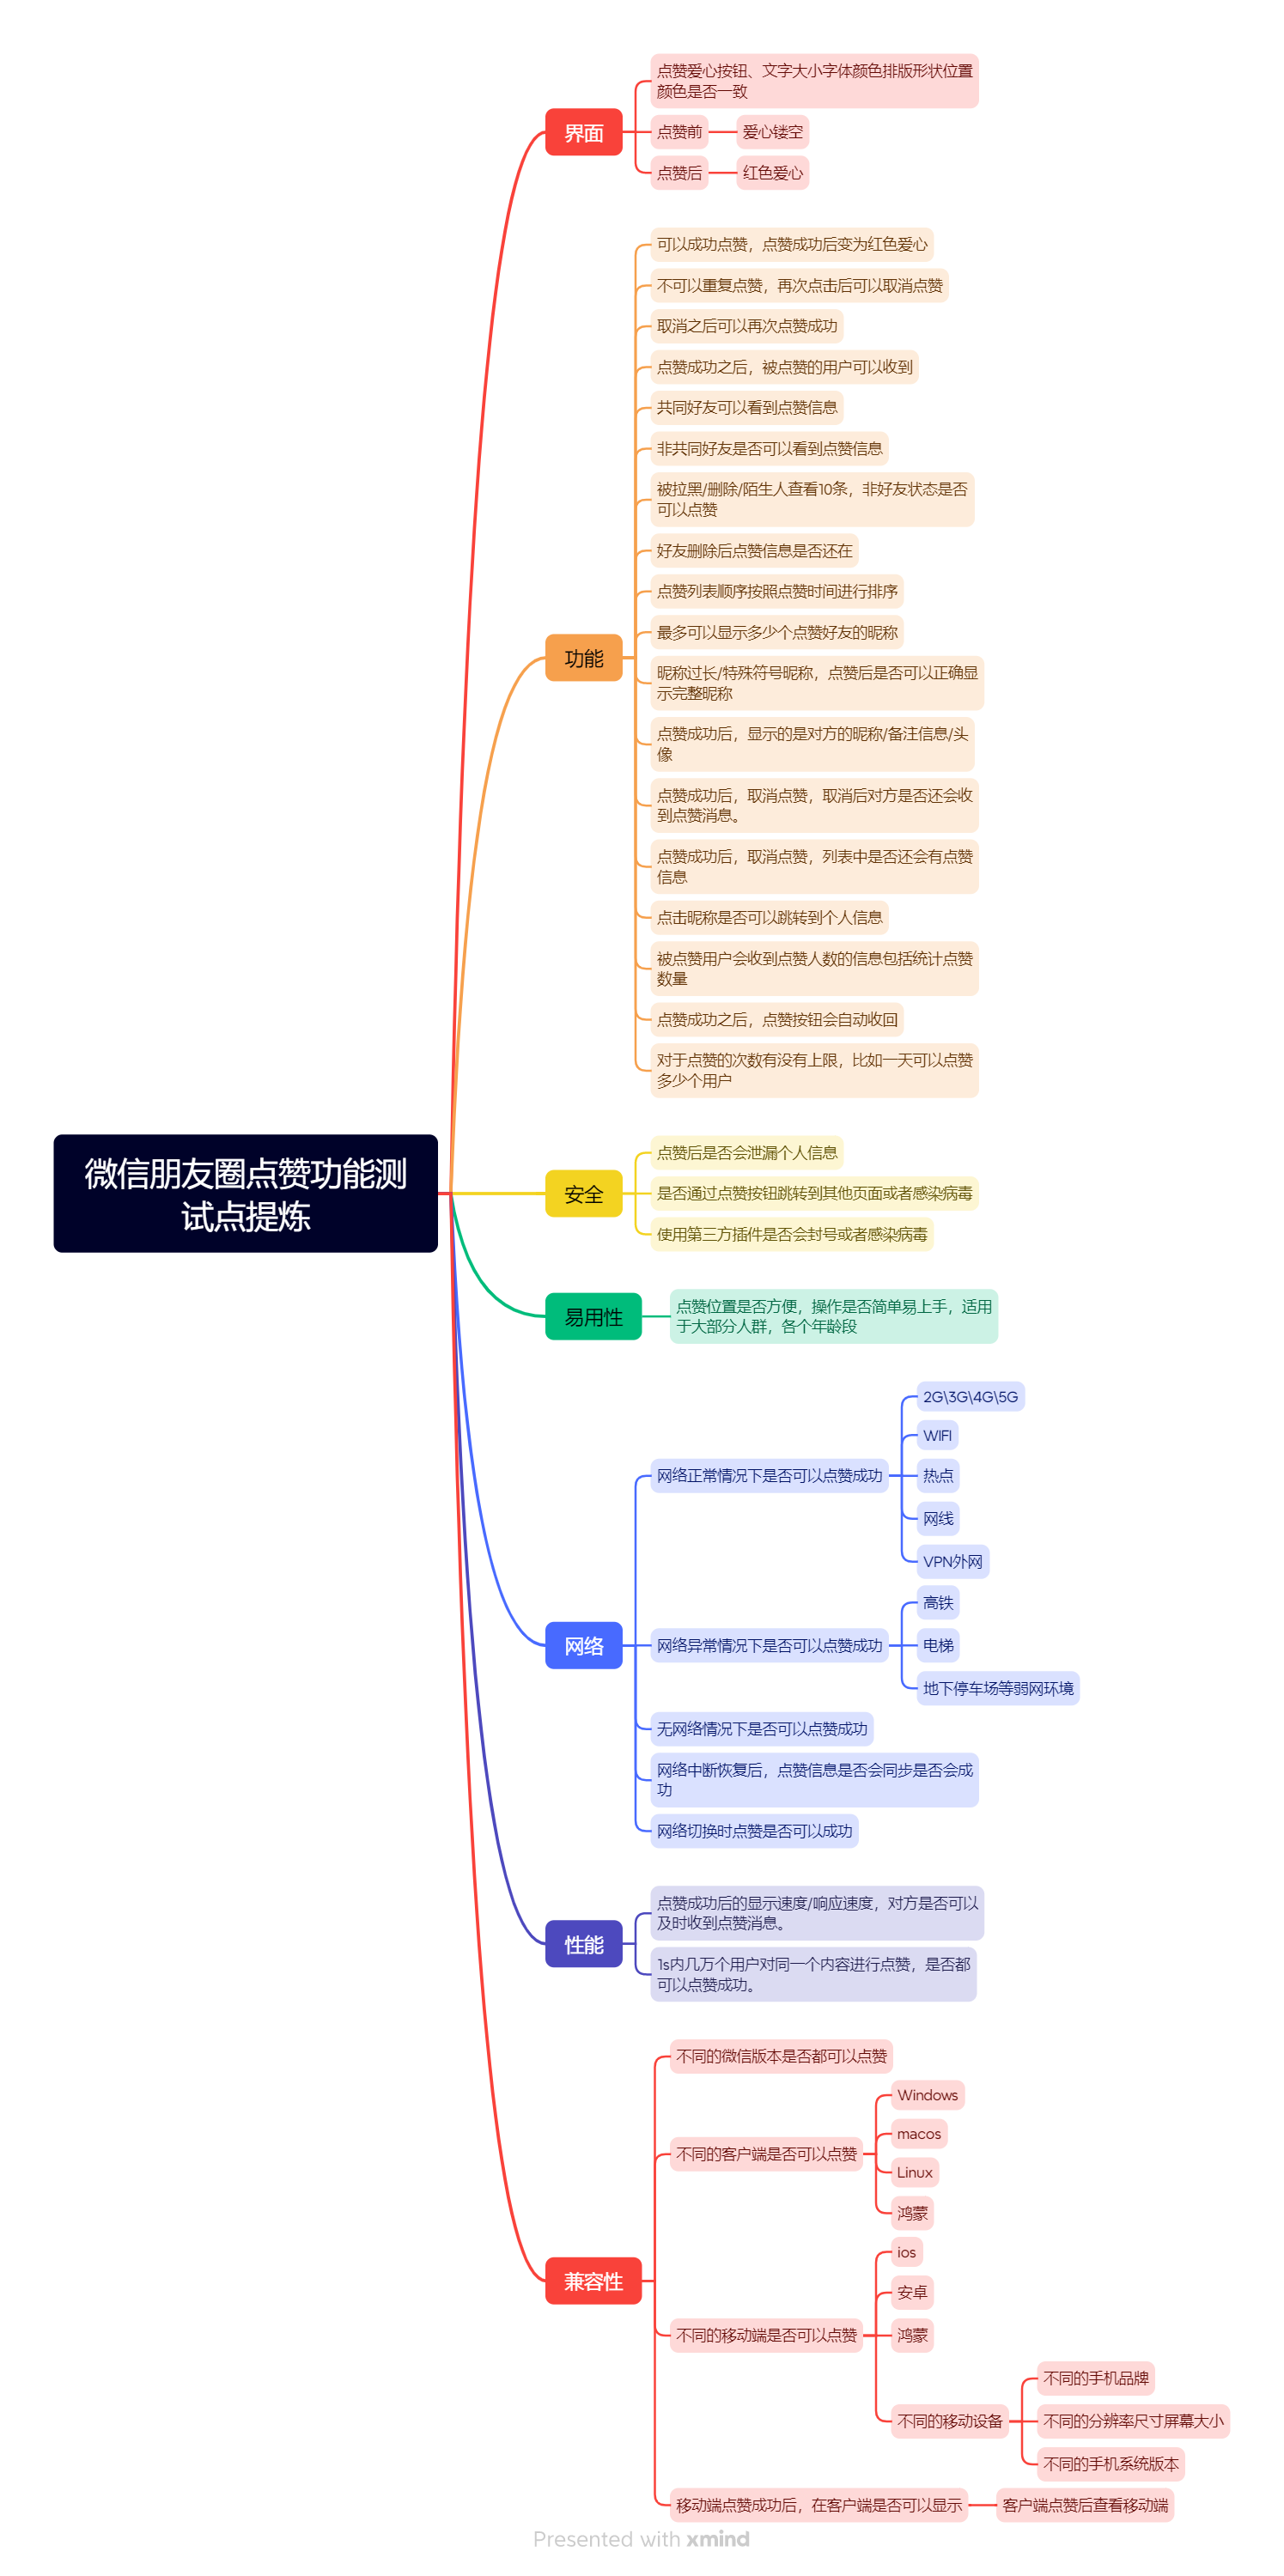 微信朋友圈点赞功能测
试点提炼
界面
点赞爱心按钮、文字大小字体颜色排版形状位置
颜色是否一致
点赞前
爱心镂空
点赞后
红色爱心
功能
可以成功点赞，点赞成功后变为红色爱心
不可以重复点赞，再次点击后可以取消点赞
取消之后可以再次点赞成功
点赞成功之后，被点赞的用户可以收到
共同好友可以看到点赞信息
非共同好友是否可以看到点赞信息
被拉黑/删除/陌生人查看10条，非好友状态是否
可以点赞
好友删除后点赞信息是否还在
点赞列表顺序按照点赞时间进行排序
最多可以显示多少个点赞好友的昵称
昵称过长/特殊符号昵称，点赞后是否可以正确显
示完整昵称
点赞成功后，显示的是对方的昵称/备注信息/头
像
点赞成功后，取消点赞，取消后对方是否还会收
到点赞消息。
点赞成功后，取消点赞，列表中是否还会有点赞
信息
点击昵称是否可以跳转到个人信息
被点赞用户会收到点赞人数的信息包括统计点赞
数量
点赞成功之后，点赞按钮会自动收回
对于点赞的次数有没有上限，比如一天可以点赞
多少个用户
安全
点赞后是否会泄漏个人信息
是否通过点赞按钮跳转到其他页面或者感染病毒
使用第三方插件是否会封号或者感染病毒
易用性
点赞位置是否方便，操作是否简单易上手，适用
于大部分人群，各个年龄段
网络
网络正常情况下是否可以点赞成功
2G\3G\4G\5G
WIFI
热点
网线
VPN外网
网络异常情况下是否可以点赞成功
高铁
电梯
地下停车场等弱网环境
无网络情况下是否可以点赞成功
网络中断恢复后，点赞信息是否会同步是否会成
功
网络切换时点赞是否可以成功
性能
点赞成功后的显示速度/响应速度，对方是否可以
及时收到点赞消息。
1s内几万个用户对同一个内容进行点赞，是否都
可以点赞成功。
兼容性
不同的微信版本是否都可以点赞
不同的客户端是否可以点赞
Windows
macos
Linux
鸿蒙
不同的移动端是否可以点赞
ios
安卓
鸿蒙
不同的移动设备
不同的手机品牌
不同的分辨率尺寸屏幕大小
不同的手机系统版本
移动端点赞成功后，在客户端是否可以显示
客户端点赞后查看移动端
Presented with xmind